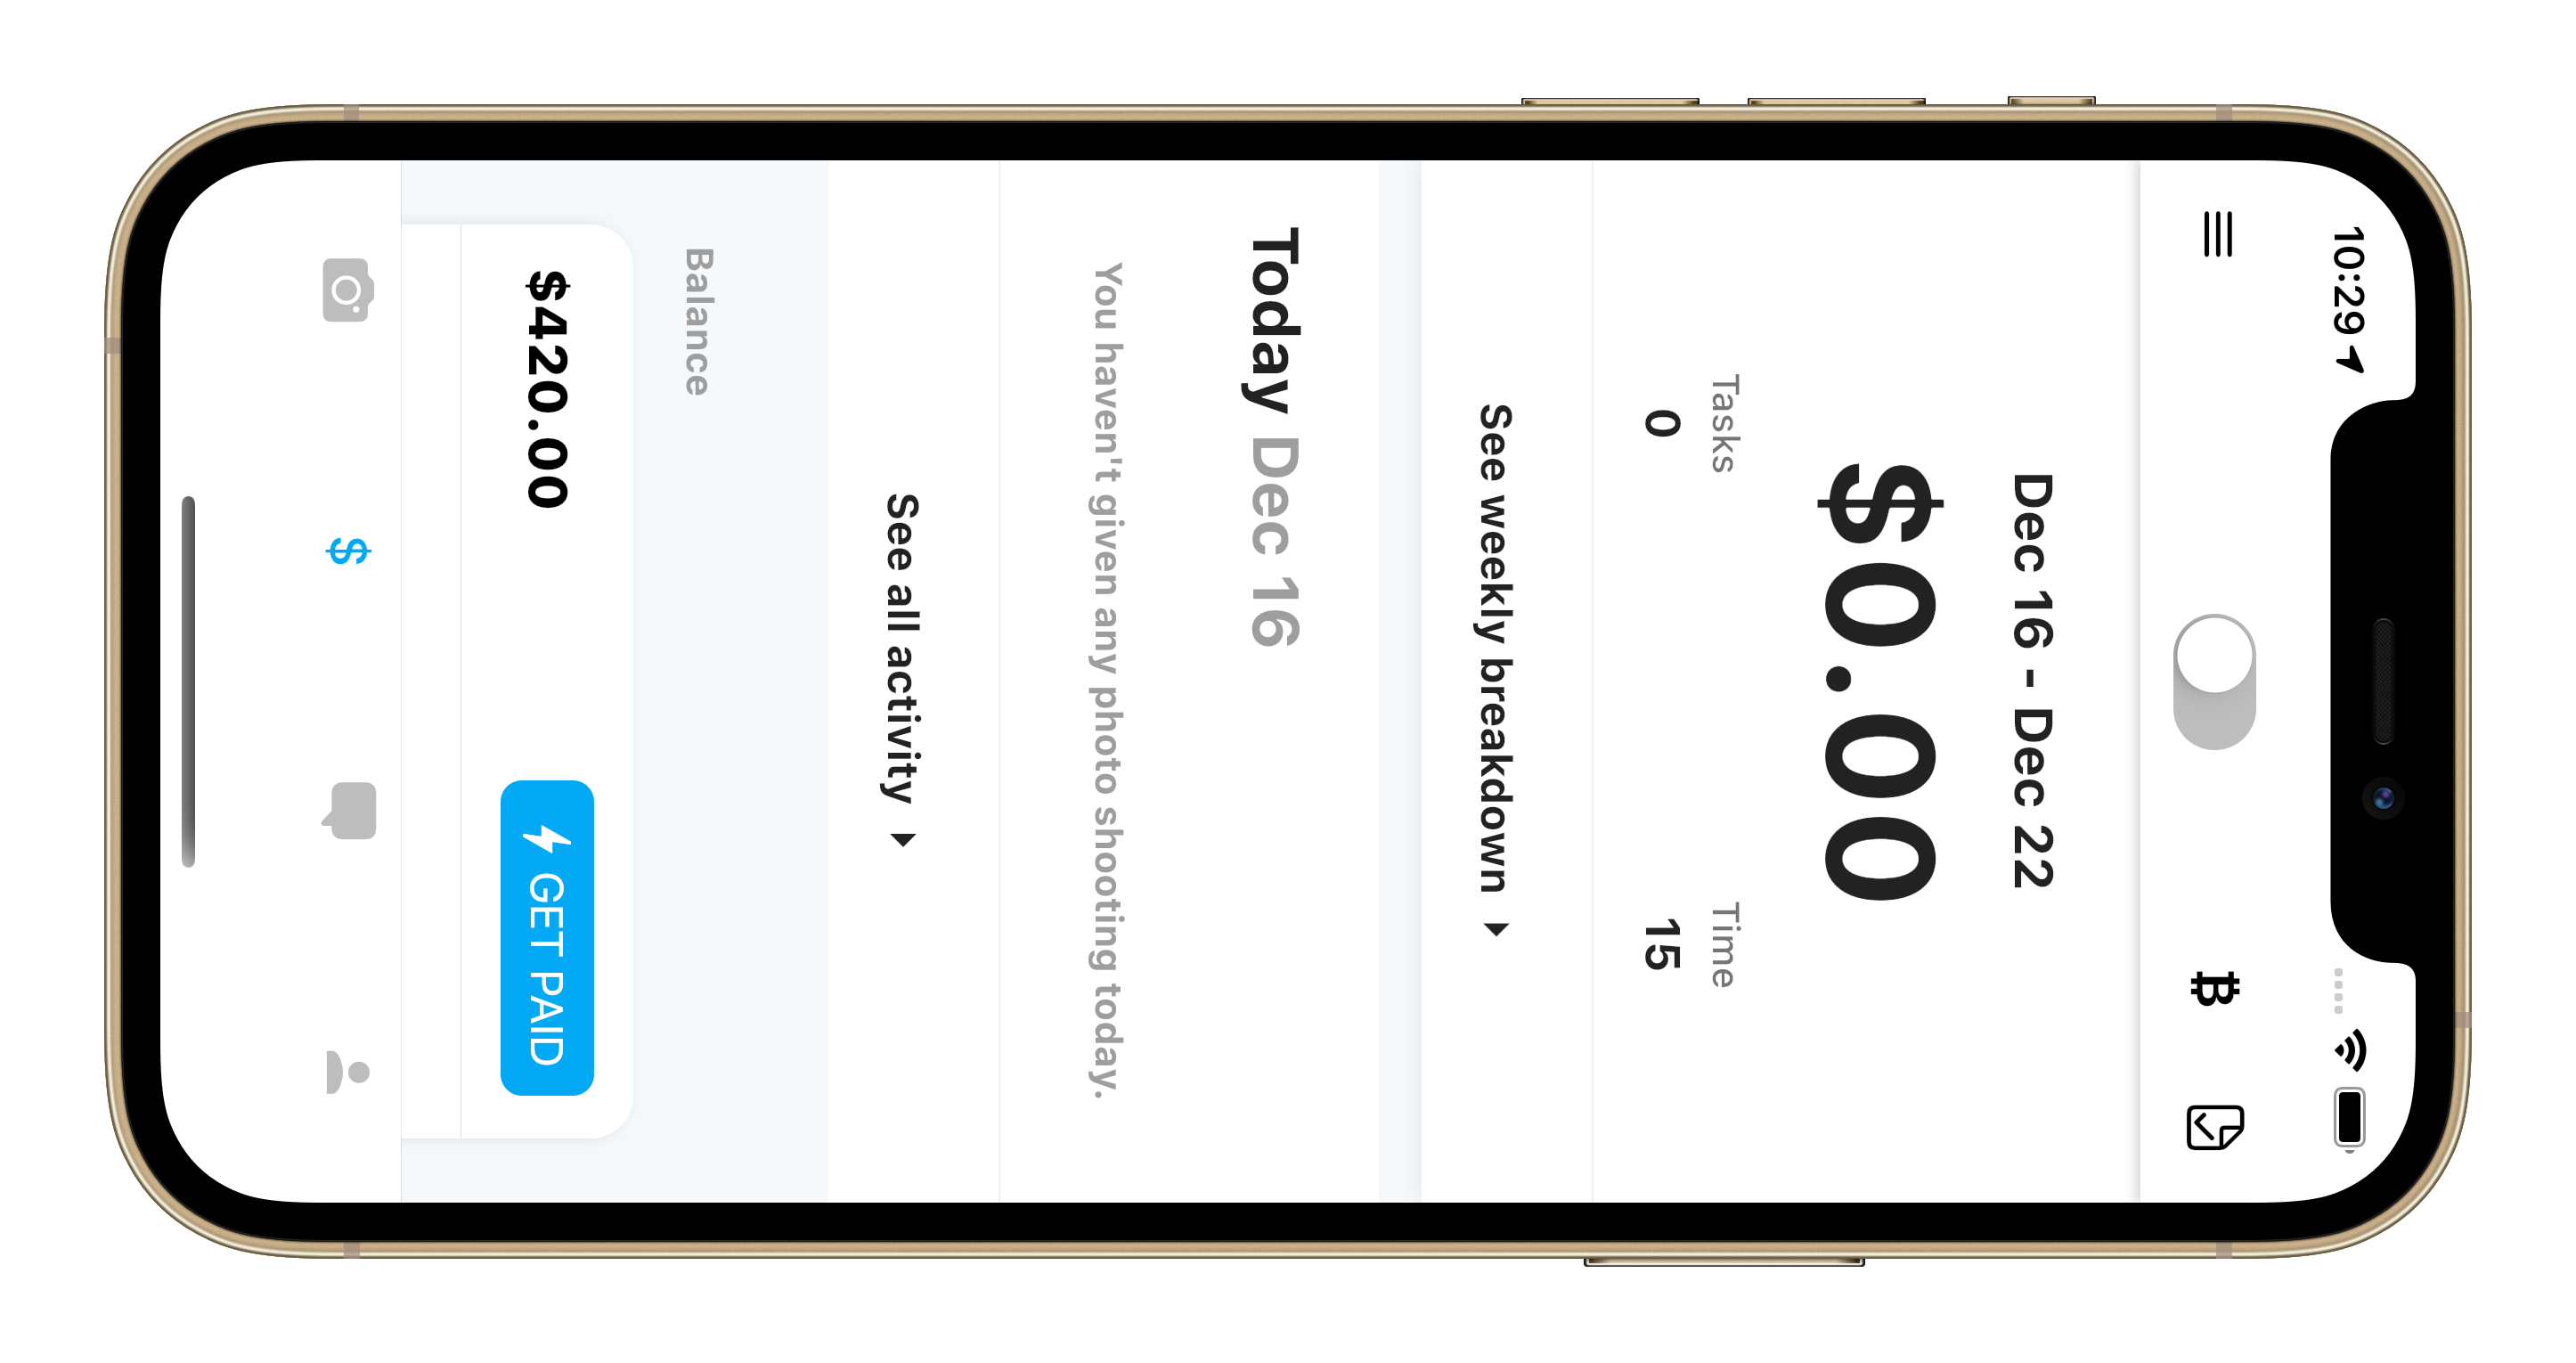 10:29
₿
Dec 16 - Dec 22
$0.00
Tasks
Time
0
15
See weekly breakdown
Today Dec 16
You haven't given any photo shooting today.
See all activity
Balance
$420.00
GET PAID
$